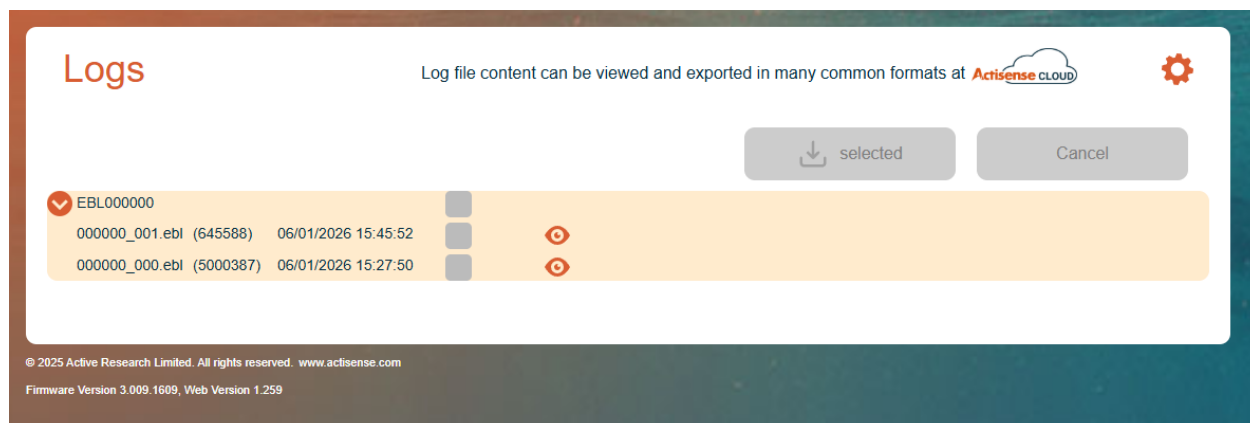 Logs
Log file content can be viewed and exported in many common formats at Actisense CLOUD
selected
Cancel
EBL000000
000000_001.ebl (645588) 06/01/2026 15:45:52
000000_000.ebl (5000387) 06/01/2026 15:27:50
© 2025 Active Research Limited. All rights reserved. www.actisense.com
Firmware Version 3.009.1609, Web Version 1.259